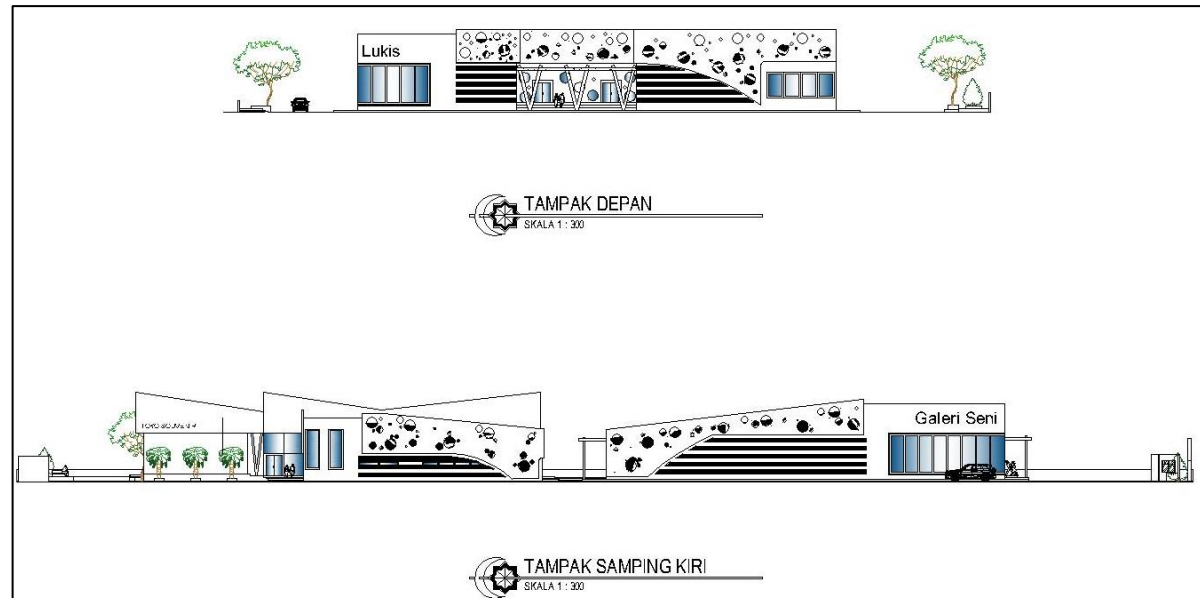 Lukis
TAMPAK DEPAN
SKALA 1 : 300
Galeri Seni
TAMPAK SAMPING KIRI
SKALA 1 : 300